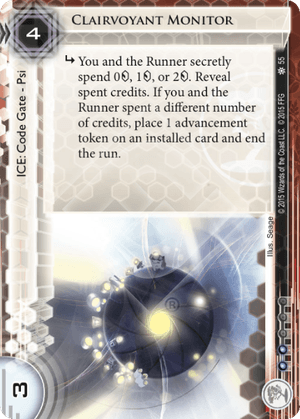 4
CLAIRVOYANT MONITOR
You and the Runner secretly
spend 0, 1, or 2. Reveal
spent credits. If you and the
Runner spent a different number
of credits, place 1 advancement
token on an installed card and end
the run.
ICE: Code Gate - Psi
© 2015 Wizards of the Coast LLC. © 2015 FFG
55
Illus. Seage
3